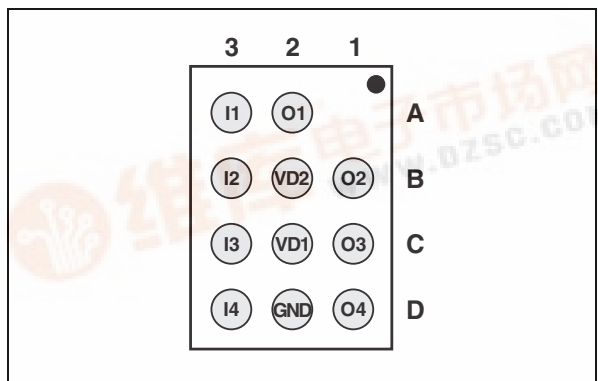 3 2 1
I1 O1 A
I2 VD2 O2 B
I3 VD1 O3 C
I4 GND O4 D
维库电子市场网
WWW.DZSC.COM